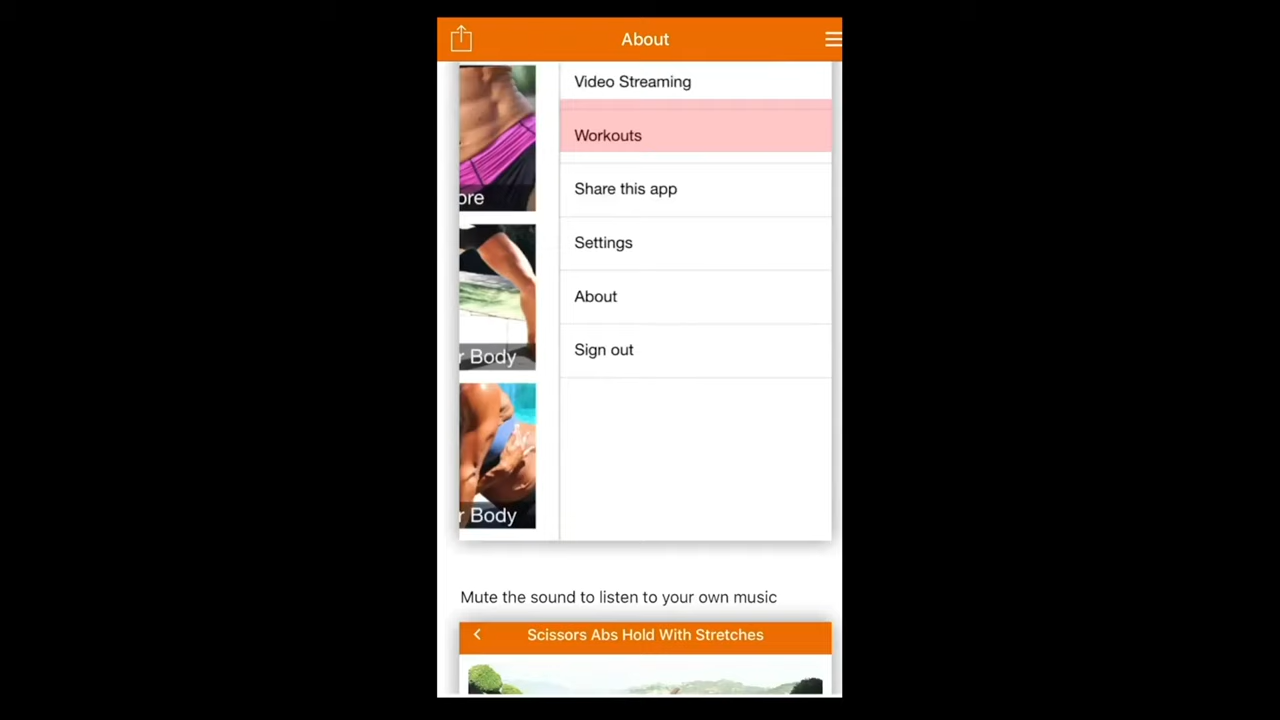 About
Video Streaming
Workouts
ore
Share this app
Settings
About
r Body
Sign out
r Body
Mute the sound to listen to your own music
Scissors Abs Hold With Stretches